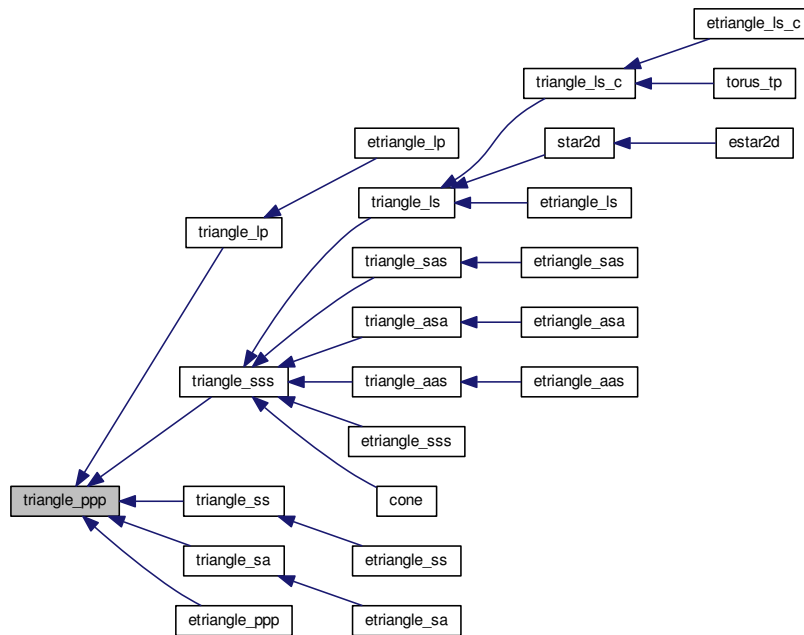 etriangle_ls_c
triangle_ls_c
torus_tp
etriangle_lp
star2d
estar2d
triangle_ls
etriangle_ls
triangle_lp
triangle_sas
etriangle_sas
triangle_asa
etriangle_asa
triangle_sss
triangle_aas
etriangle_aas
etriangle_sss
triangle_ppp
triangle_ss
cone
triangle_sa
etriangle_ss
etriangle_ppp
etriangle_sa